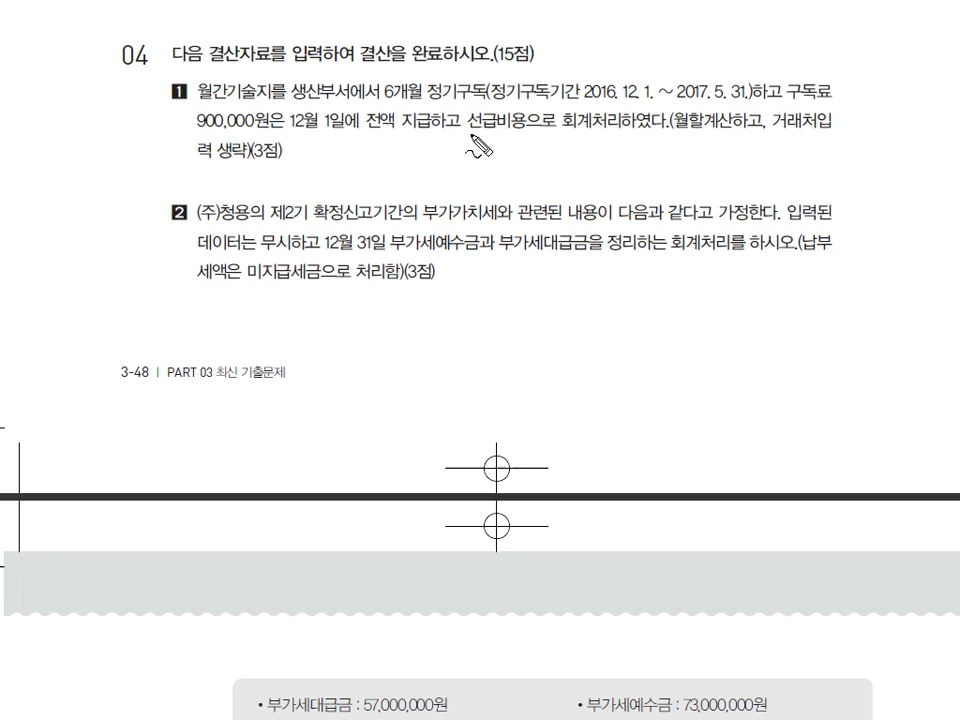 04 다음 결산자료를 입력하여 결산을 완료하시오.(15점)
1 월간기술지를 생산부서에서 6개월 정기구독(정기구독기간 2016. 12. 1. ~ 2017. 5. 31.)하고 구독료
900,000원은 12월 1일에 전액 지급하고 선급비용으로 회계처리하였다.(월할계산하고, 거래처입
력 생략)(3점)
2 (주)청용의 제2기 확정신고기간의 부가가치세와 관련된 내용이 다음과 같다고 가정한다. 입력된
데이터는 무시하고 12월 31일 부가세예수금과 부가세대급금을 정리하는 회계처리를 하시오.(납부
세액은 미지급세금으로 처리함)(3점)
3-48 | PART 03 최신 기출문제
• 부가세대급금 : 57,000,000원 • 부가세예수금 : 73,000,000원